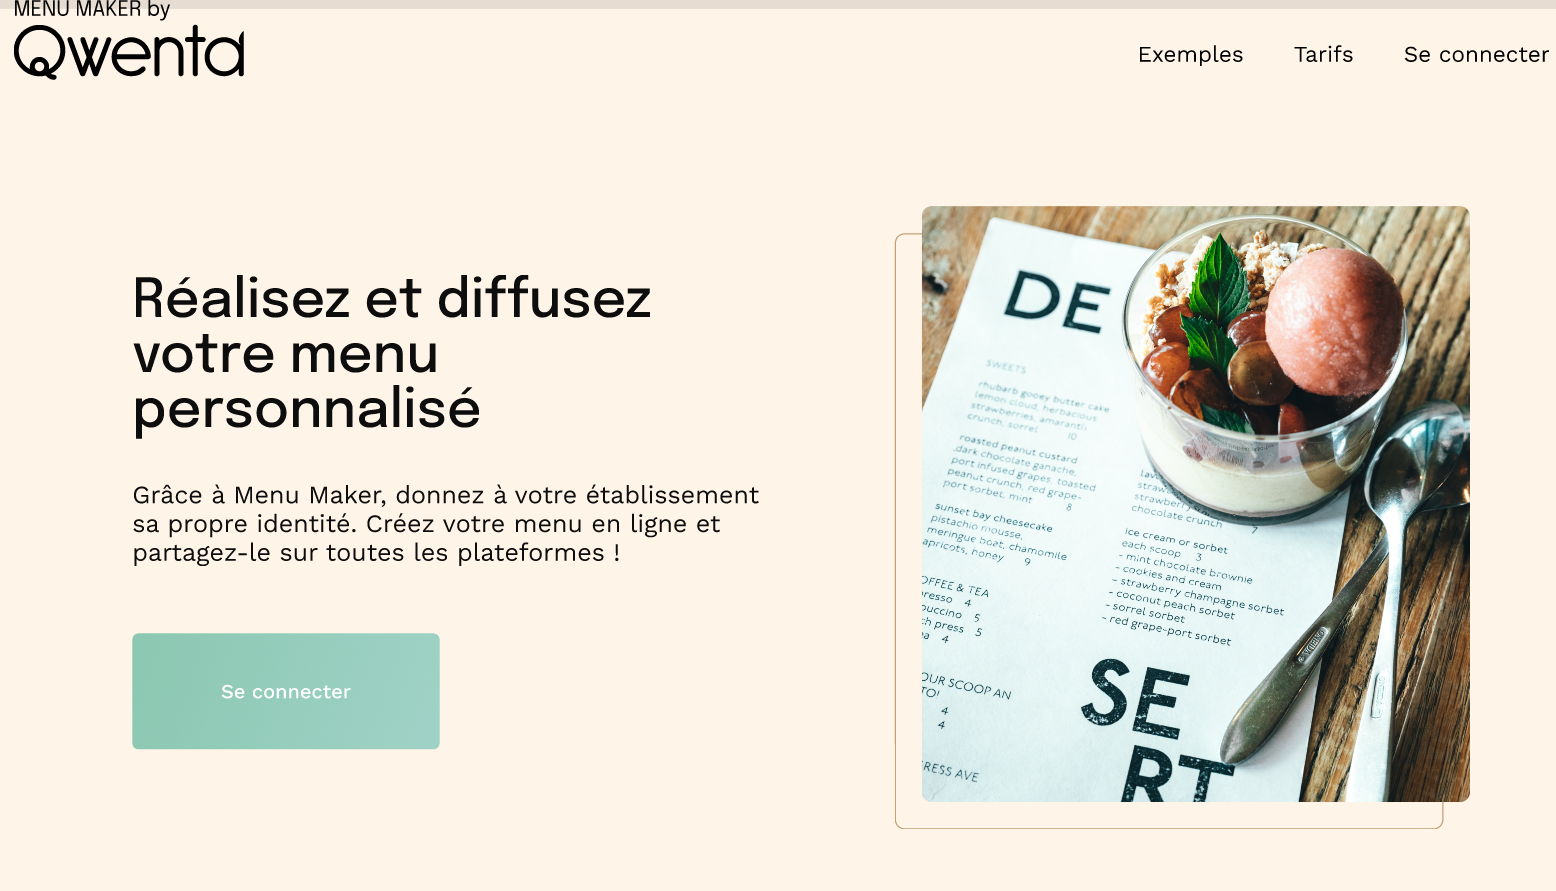 MENU MAKER by
Qwenta
Exemples
Tarifs
Se connecter
Réalisez et diffusez
votre menu
personnalisé
Grâce à Menu Maker, donnez à votre établissement
sa propre identité. Créez votre menu en ligne et
partagez-le sur toutes les plateformes !
Se connecter
DE
SWEETS
rhubarb gooey butter cake
lemon cloud, herbacious
strawberries, amaranth
crunch, sorrel 10
roasted peanut custard
dark chocolate ganache,
port infused grapes, toasted
peanut crunch, red grape-
port sorbet, mint 8
sunset bay cheesecake
pistachio mousse,
meringue boat, chamomile
apricots, honey 9
OFFEE & TEA
resso 4
puccino 5
ch press 5
ea 4
OUR SCOOP AN
TO!
4
4
RESS AVE
lav
straw
strawberry
chocolate crunch 7
ice cream or sorbet
each scoop 3
- mint chocolate brownie
- cookies and cream
- strawberry champagne sorbet
- coconut peach sorbet
- sorrel sorbet
- red grape-port sorbet
SE
RT